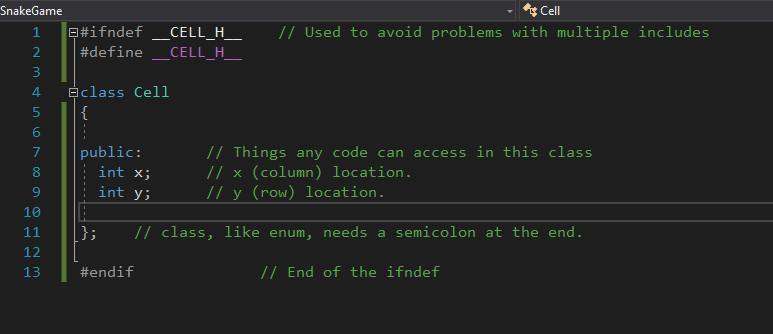 SnakeGame Cell
1 #ifndef __CELL_H__    // Used to avoid problems with multiple includes
2 #define __CELL_H__
3
4 class Cell
5 {
6
7 public:       // Things any code can access in this class
8   int x;      // x (column) location.
9   int y;      // y (row) location.
10
11 };    // class, like enum, needs a semicolon at the end.
12
13 #endif              // End of the ifndef